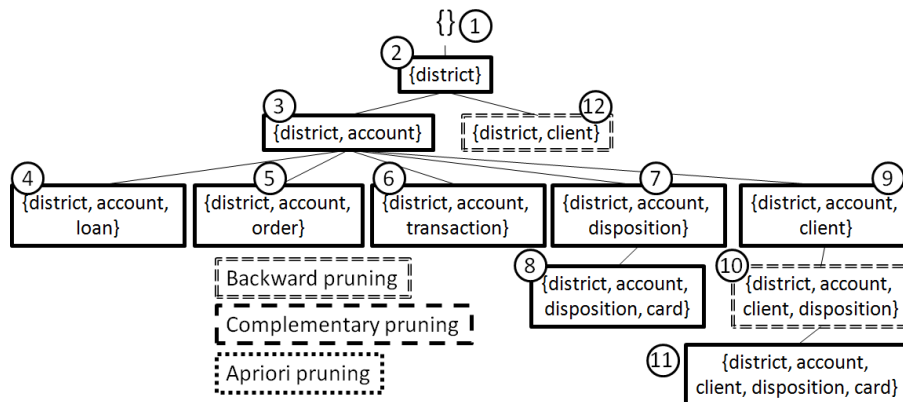 {} 1
2
{district}
3
12
{district, account}
{district, client}
4
5
6
7
9
{district, account,
loan}
{district, account,
order}
{district, account,
transaction}
{district, account,
disposition}
{district, account,
client}
8
10
Backward pruning
{district, account,
disposition, card}
{district, account,
client, disposition}
Complementary pruning
11
{district, account,
client, disposition, card}
Apriori pruning